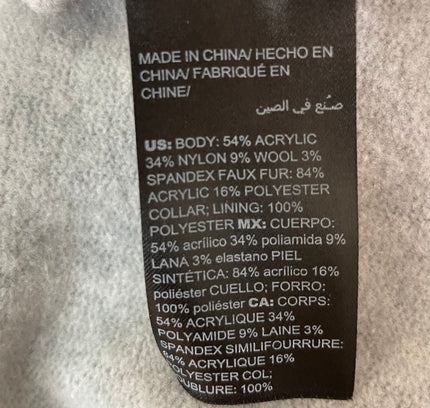 MADE IN CHINA/ HECHO EN
CHINA/ FABRIQUÉ EN
CHINE/
صنع في الصين
US: BODY: 54% ACRYLIC
34% NYLON 9% WOOL 3%
SPANDEX FAUX FUR: 84%
ACRYLIC 16% POLYESTER
COLLAR; LINING: 100%
POLYESTER MX: CUERPO:
54% acrílico 34% poliamida 9%
LANA 3% elastano PIEL
SINTÉTICA: 84% acrílico 16%
poliéster CUELLO; FORRO:
100% poliéster CA: CORPS:
54% ACRYLIQUE 34%
POLYAMIDE 9% LAINE 3%
SPANDEX SIMILIFOURRURE:
84% ACRYLIQUE 16%
POLYESTER COL;
DOUBLURE: 100%